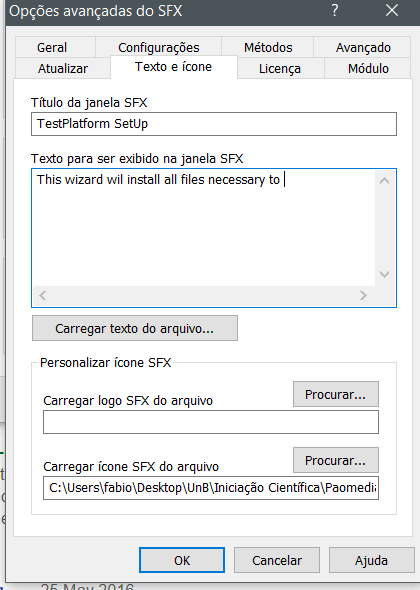 Opções avançadas do SFX ? ×
Geral Configurações Métodos Avançado
Atualizar Texto e ícone Licença Módulo
Título da janela SFX
TestPlatform SetUp
Texto para ser exibido na janela SFX
This wizard wil install all files necessary to
Carregar texto do arquivo...
Personalizar ícone SFX
Procurar...
Carregar logo SFX do arquivo
Procurar...
Carregar ícone SFX do arquivo
C:\Users\fabio\Desktop\UnB\Iniciação Científica\Paomedia
OK Cancelar Ajuda
25 May 2016